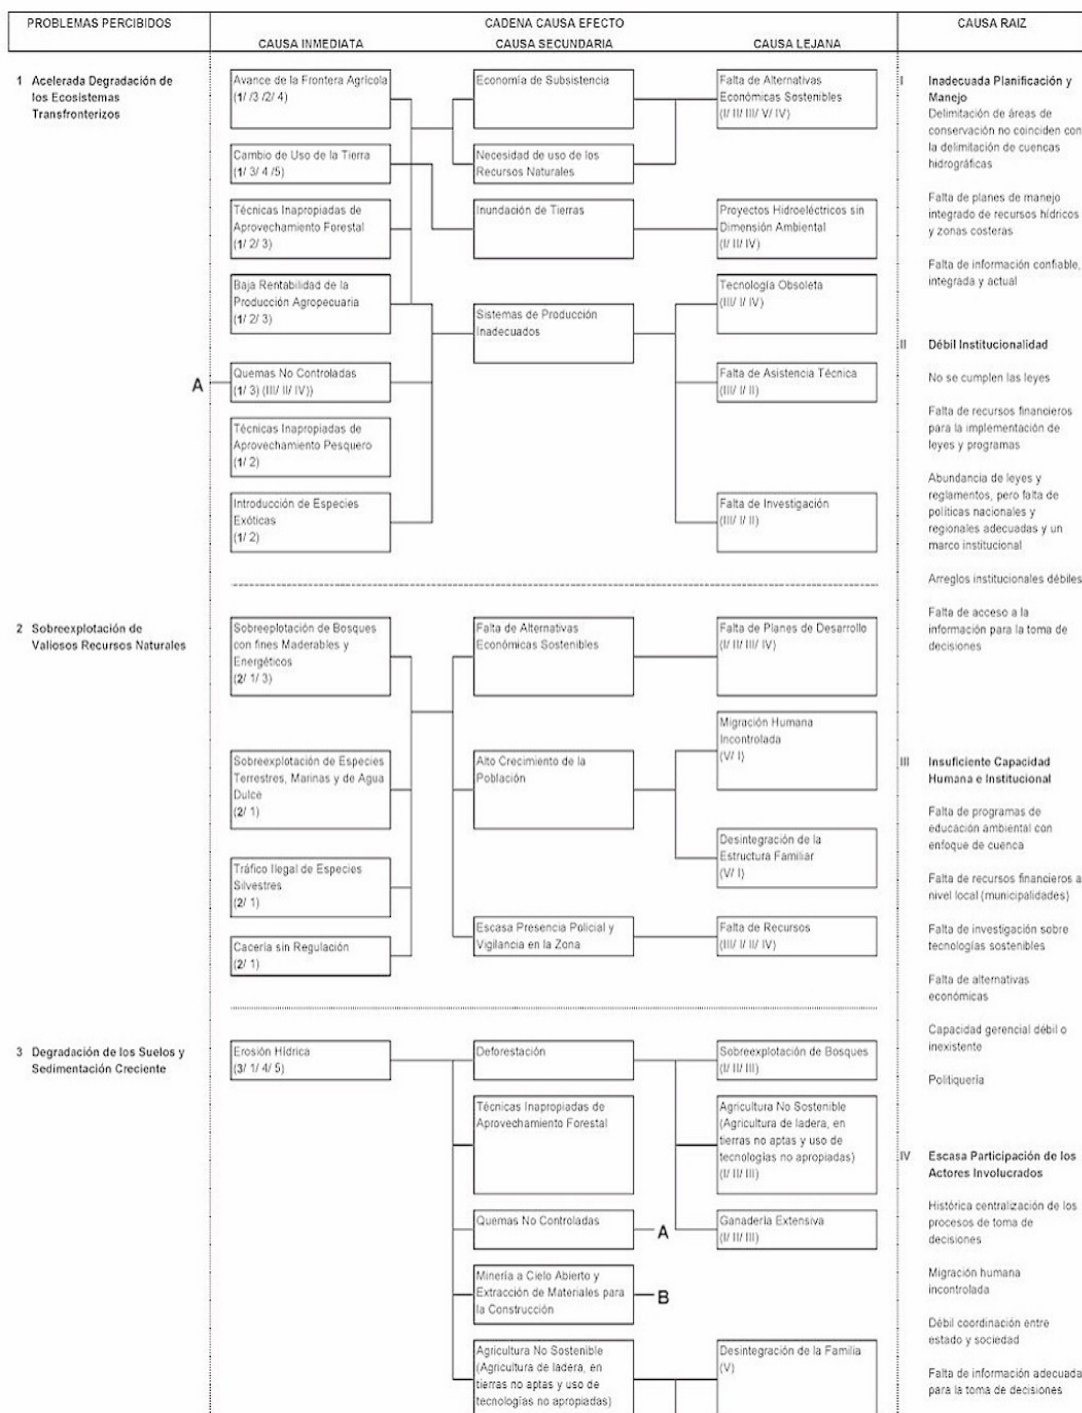 PROBLEMAS PERCIBIDOS
CADENA CAUSA EFECTO
CAUSA RAIZ
CAUSA INMEDIATA
CAUSA SECUNDARIA
CAUSA LEJANA
1 Acelerada Degradación de
los Ecosistemas
Transfronterizos
Avance de la Frontera Agrícola
(1/ /3 /2/ 4)
Cambio de Uso de la Tierra
(1/ 3/ 4 /5)
Técnicas Inapropiadas de
Aprovechamiento Forestal
(1/ 2/ 3)
Baja Rentabilidad de la
Producción Agropecuaria
(1/ 2/ 3)
A
Quemas No Controladas
(1/ 3) (III/ II/ IV))
Técnicas Inapropiadas de
Aprovechamiento Pesquero
(1/ 2)
Introducción de Especies
Exóticas
(1/ 2)
Economía de Subsistencia
Necesidad de uso de los
Recursos Naturales
Inundación de Tierras
Sistemas de Producción
Inadecuados
Falta de Alternativas
Económicas Sostenibles
(I/ II/ III/ V/ IV)
Proyectos Hidroeléctricos sin
Dimensión Ambiental
(I/ II/ IV)
Tecnología Obsoleta
(III/ I/ IV)
Falta de Asistencia Técnica
(III/ I/ II)
Falta de Investigación
(III/ I/ II)
2 Sobreexplotación de
Valiosos Recursos Naturales
Sobreeplotación de Bosques
con fines Maderables y
Energéticos
(2/ 1/ 3)
Sobreexplotación de Especies
Terrestres, Marinas y de Agua
Dulce
(2/ 1)
Tráfico Ilegal de Especies
Silvestres
(2/ 1)
Cacería sin Regulación
(2/ 1)
Falta de Alternativas
Económicas Sostenibles
Alto Crecimiento de la
Población
Escasa Presencia Policial y
Vigilancia en la Zona
Falta de Planes de Desarrollo
(I/ II/ III/ IV)
Migración Humana
Incontrolada
(V/ I)
Desintegración de la
Estructura Familiar
(V/ I)
Falta de Recursos
(III/ I/ II/ IV)
3 Degradación de los Suelos y
Sedimentación Creciente
Erosión Hídrica
(3/ 1/ 4/ 5)
Deforestación
Técnicas Inapropiadas de
Aprovechamiento Forestal
Quemas No Controladas
A
Minería a Cielo Abierto y
Extracción de Materiales para
la Construcción
B
Agricultura No Sostenible
(Agricultura de ladera, en
tierras no aptas y uso de
tecnologías no apropiadas)
Sobreexplotación de Bosques
(I/ II/ III)
Agricultura No Sostenible
(Agricultura de ladera, en
tierras no aptas y uso de
tecnologías no apropiadas)
(I/ II/ III)
Ganadería Extensiva
(I/ II/ III)
Desintegración de la Familia
(V)
I Inadecuada Planificación y
Manejo
Delimitación de áreas de
conservación no coinciden con
la delimitación de cuencas
hidrográficas
Falta de planes de manejo
integrado de recursos hídricos
y zonas costeras
Falta de información confiable,
integrada y actual
II Débil Institucionalidad
No se cumplen las leyes
Falta de recursos financieros
para la implementación de
leyes y programas
Abundancia de leyes y
reglamentos, pero falta de
políticas nacionales y
regionales adecuadas y un
marco institucional
Arreglos institucionales débiles
Falta de acceso a la
información para la toma de
decisiones
III Insuficiente Capacidad
Humana e Institucional
Falta de programas de
educación ambiental con
enfoque de cuenca
Falta de recursos financieros a
nivel local (municipalidades)
Falta de investigación sobre
tecnologías sostenibles
Falta de alternativas
económicas
Capacidad gerencial débil o
inexistente
Politiquería
IV Escasa Participación de los
Actores Involucrados
Histórica centralización de los
procesos de toma de
decisiones
Migración humana
incontrolada
Débil coordinación entre
estado y sociedad
Falta de información adecuada
para la toma de decisiones